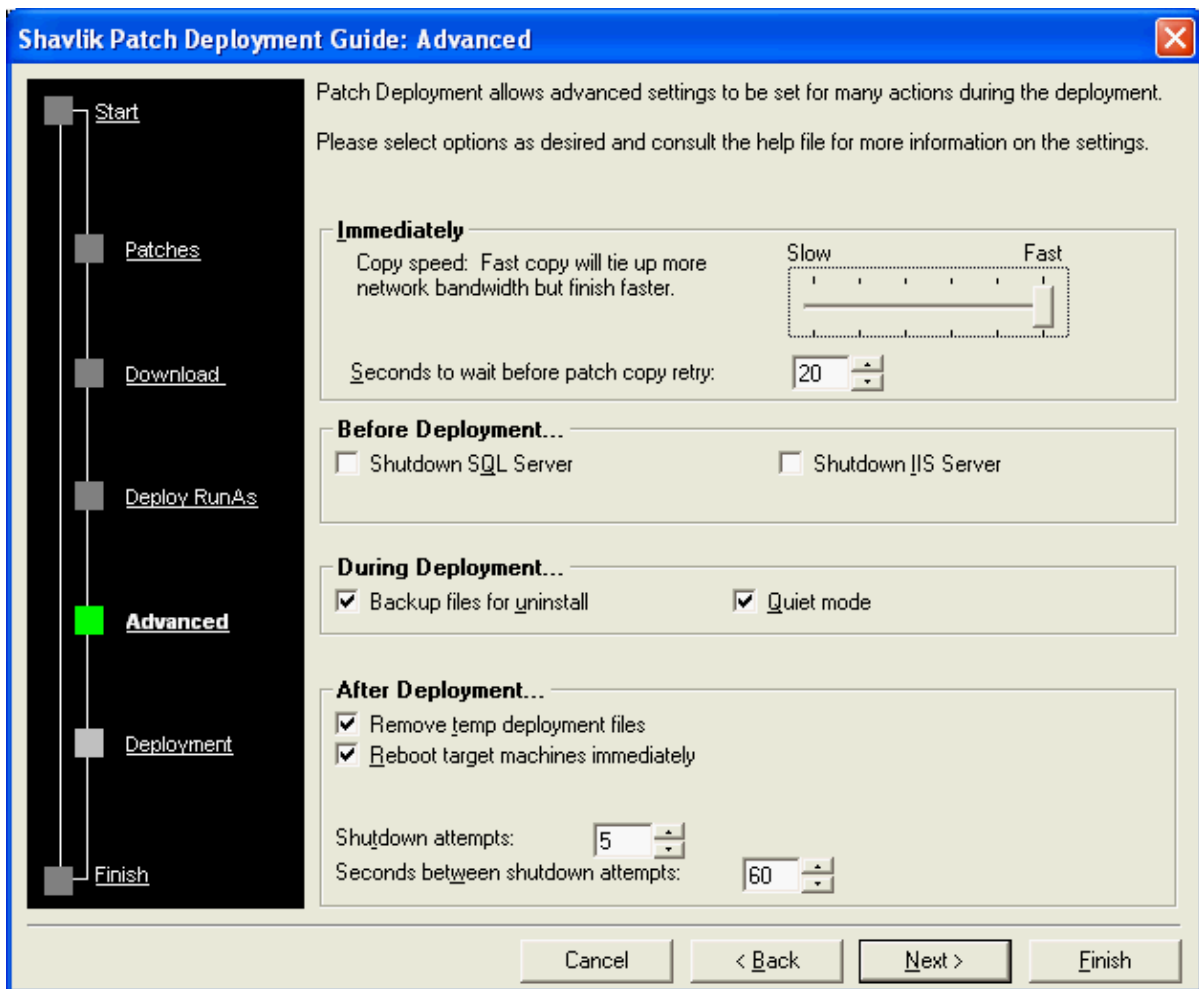 Shavlik Patch Deployment Guide: Advanced
Start
Patches
Download
Deploy RunAs
Advanced
Deployment
Finish
Patch Deployment allows advanced settings to be set for many actions during the deployment.
Please select options as desired and consult the help file for more information on the settings.
Immediately
Copy speed: Fast copy will tie up more
network bandwidth but finish faster.
Slow Fast
Seconds to wait before patch copy retry: 20
Before Deployment...
Shutdown SQL Server Shutdown IIS Server
During Deployment...
Backup files for uninstall Quiet mode
After Deployment...
Remove temp deployment files
Reboot target machines immediately
Shutdown attempts: 5
Seconds between shutdown attempts: 60
Cancel < Back Next > Finish